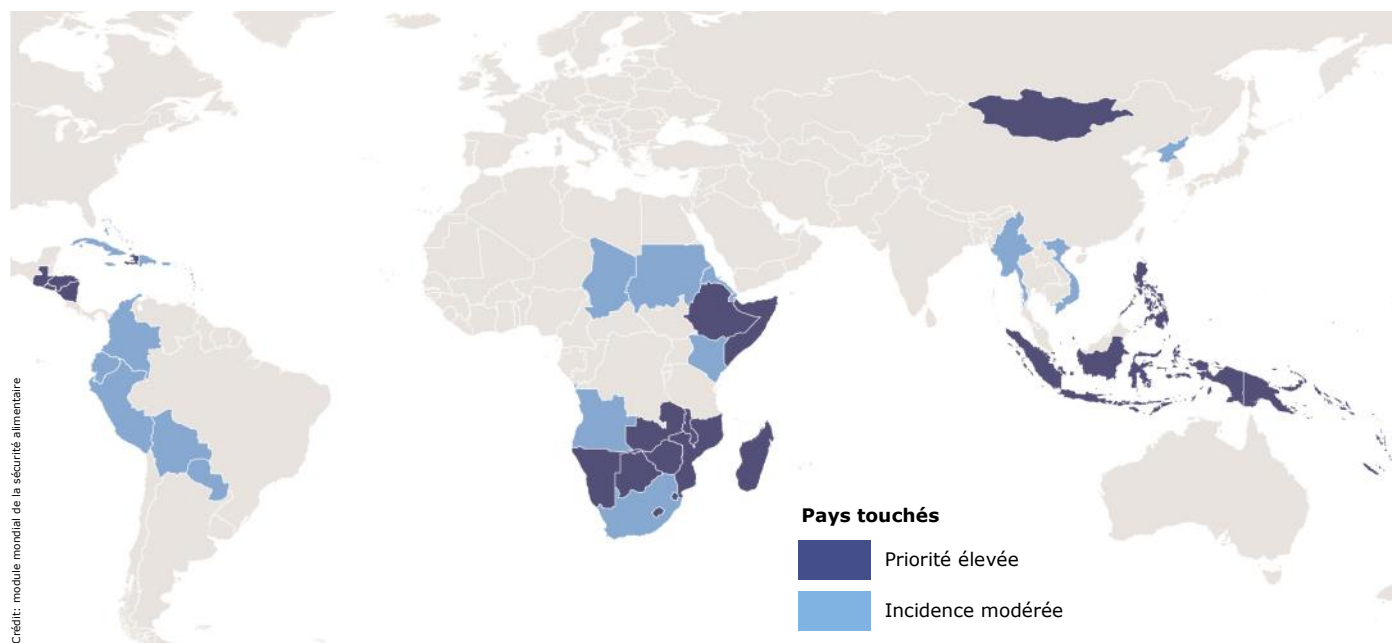 Crédit: module mondial de la sécurité alimentaire
Pays touchés
Priorité élevée
Incidence modérée